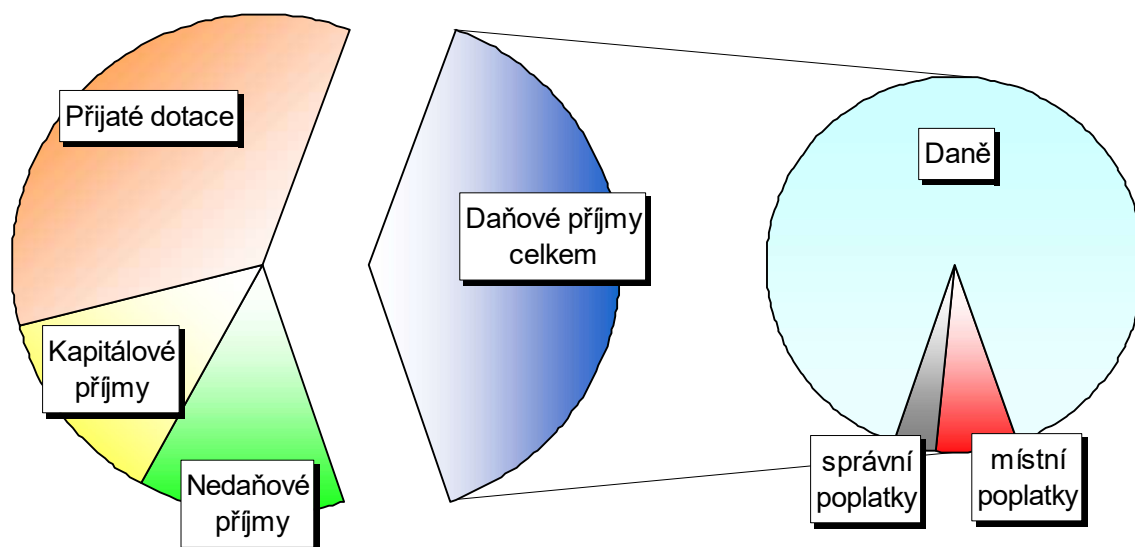 Přijaté dotace
Kapitálové
příjmy
Nedaňové
příjmy
Daňové příjmy
celkem
Daně
správní
poplatky
místní
poplatky